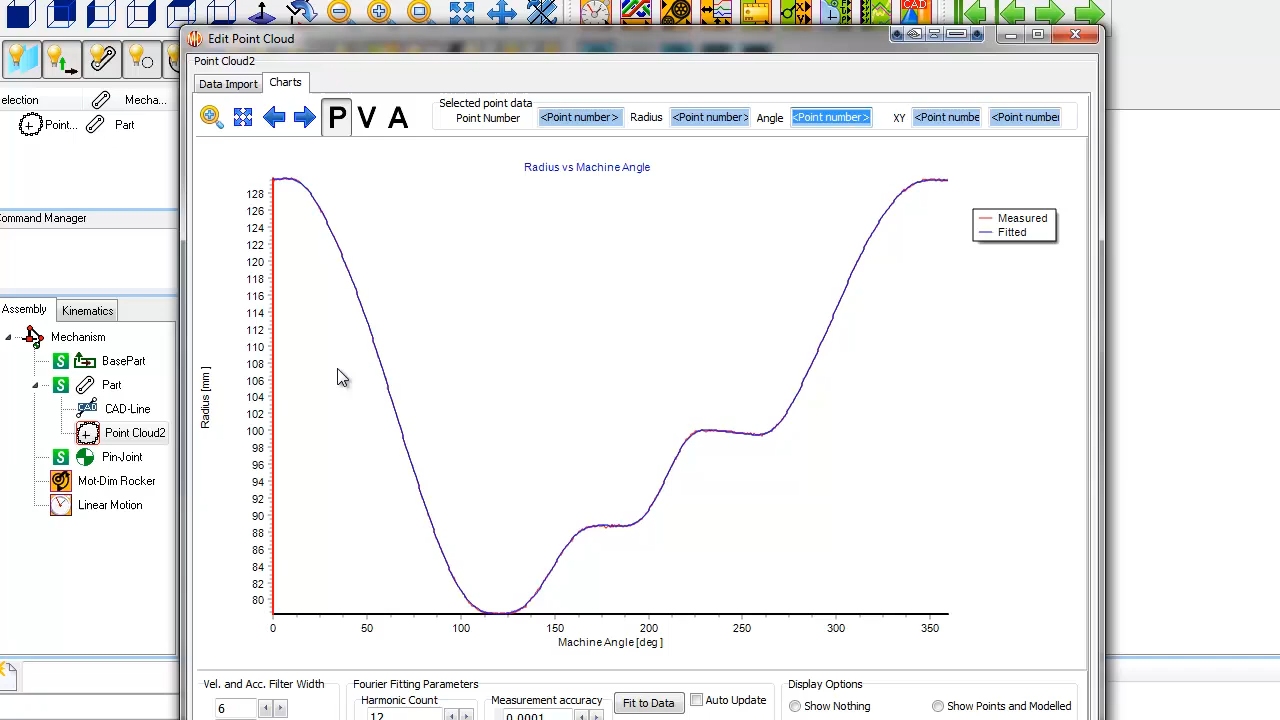 CAD
Edit Point Cloud
Point Cloud2
Data Import
Charts
election
Mecha...
Point...
Part
P V A
Selected point data
Point Number
<Point number>
Radius
<Point number>
Angle
<Point number>
XY
<Point numbe
<Point number
Command Manager
Assembly
Kinematics
Mechanism
S
BasePart
S
Part
CAD
CAD-Line
Point Cloud2
S
Pin-Joint
Mot-Dim Rocker
Linear Motion
Radius vs Machine Angle
Measured
Fitted
Radius [mm ]
128
126
124
122
120
118
116
114
112
110
108
106
104
102
100
98
96
94
92
90
88
86
84
82
80
0
50
100
150
200
250
300
350
Machine Angle [deg ]
Vel. and Acc. Filter Width
6
Fourier Fitting Parameters
Harmonic Count
12
Measurement accuracy
0.0001
Fit to Data
Auto Update
Display Options
Show Nothing
Show Points and Modelled